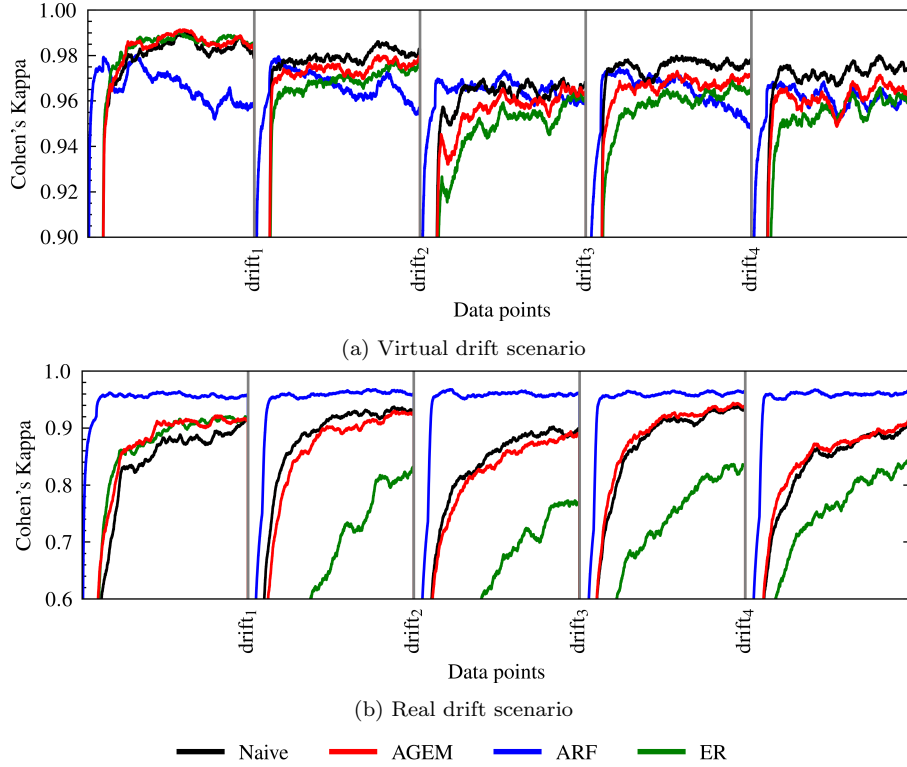 1.00
0.98
0.96
0.94
0.92
0.90
Cohen's Kappa
drift1
drift2
drift3
drift4
Data points
(a) Virtual drift scenario
1.0
0.9
0.8
0.7
0.6
Cohen's Kappa
drift1
drift2
drift3
drift4
Data points
(b) Real drift scenario
Naive AGEM ARF ER